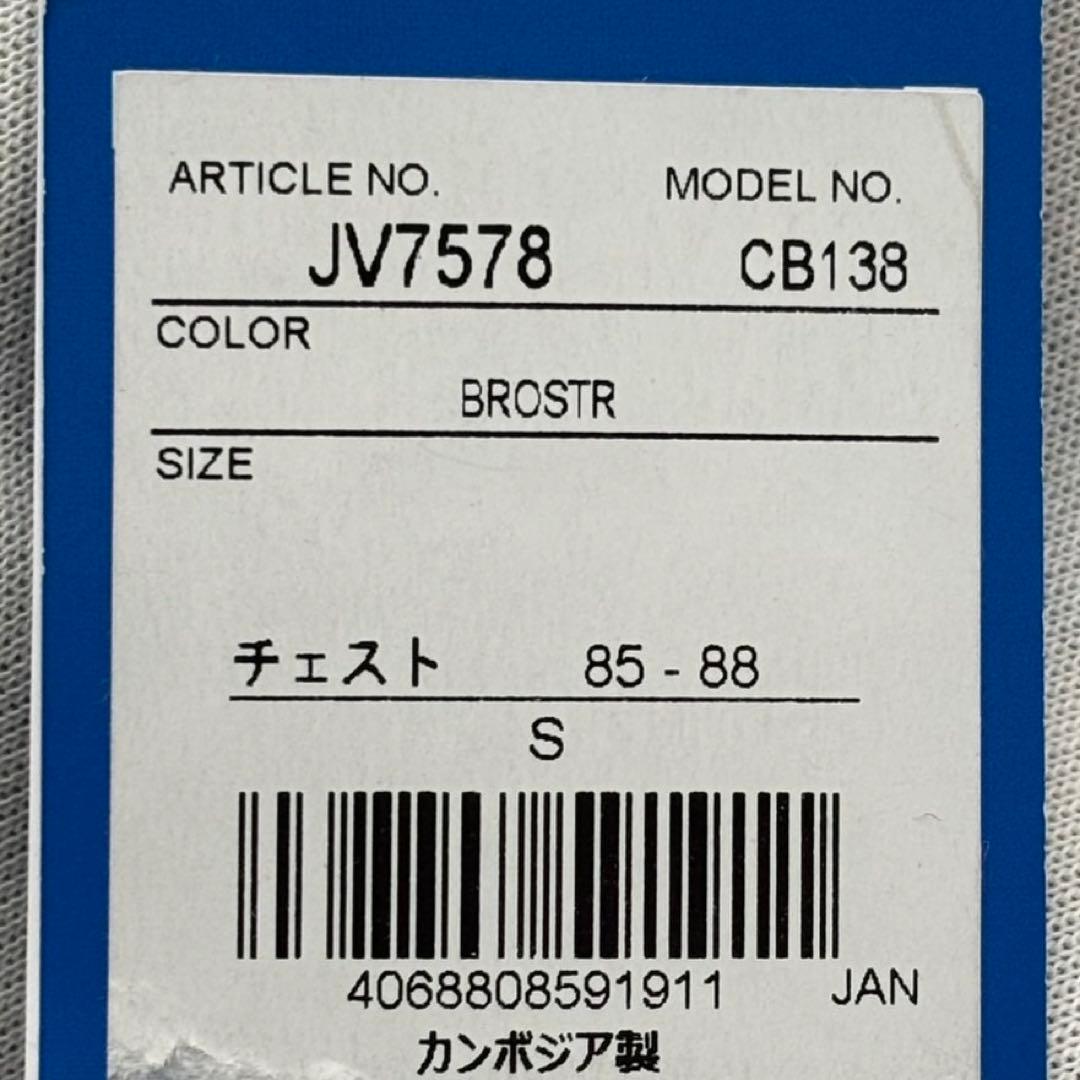 ARTICLE NO. MODEL NO.
JV7578 CB138
COLOR
BROSTR
SIZE
チェスト 85 - 88
S
4068808591911 JAN
カンボジア製